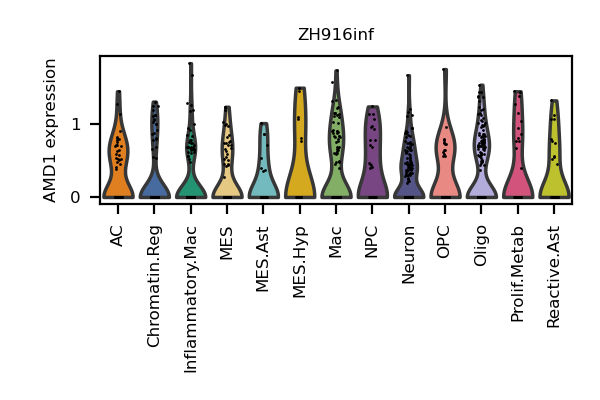 ZH916inf
AMD1 expression
1
0
AC
Chromatin.Reg
Inflammatory.Mac
MES
MES.Ast
MES.Hyp
Mac
NPC
Neuron
OPC
Oligo
Prolif.Metab
Reactive.Ast